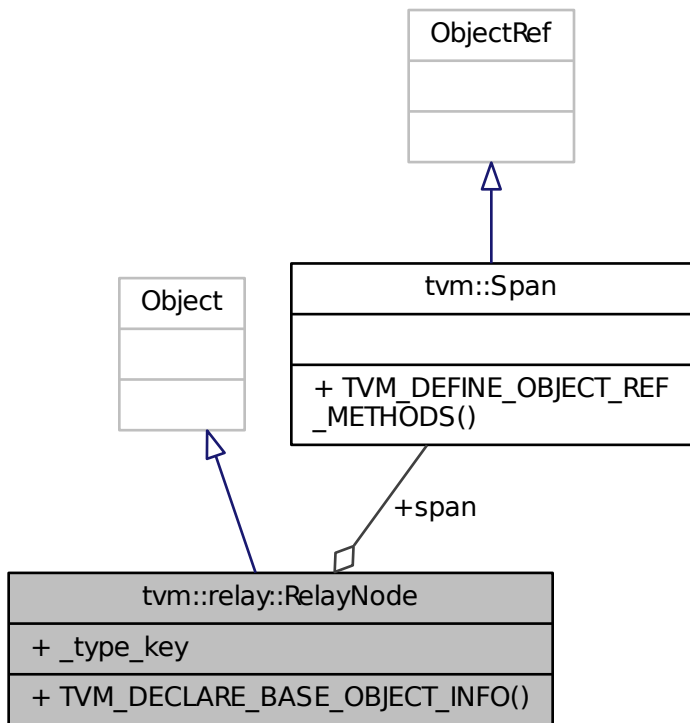 ObjectRef
tvm::Span
+ TVM_DEFINE_OBJECT_REF
_METHODS()
Object
+span
tvm::relay::RelayNode
+ _type_key
+ TVM_DECLARE_BASE_OBJECT_INFO()